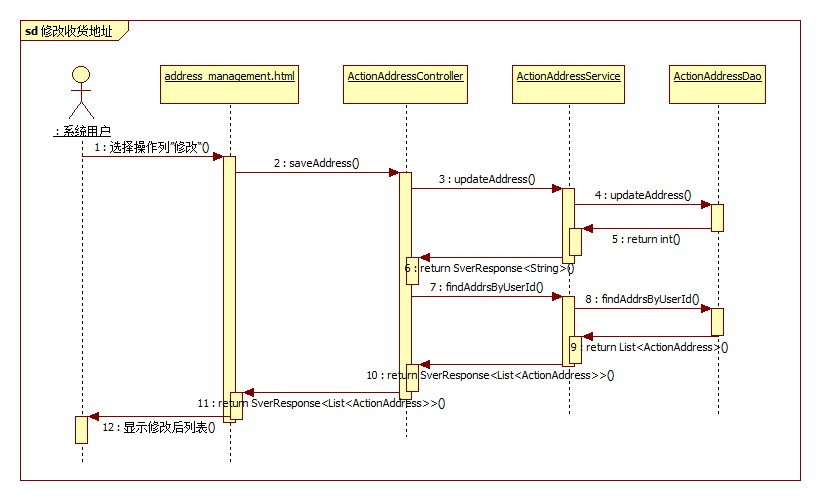 sd 修改收货地址
address_management.html
ActionAddressController
ActionAddressService
ActionAddressDao
: 系统用户
1 : 选择操作列"修改"()
2 : saveAddress()
3 : updateAddress()
4 : updateAddress()
5 : return int()
6 : return SverResponse<String>()
7 : findAddrsByUserId()
8 : findAddrsByUserId()
9 : return List<ActionAddress>()
10 : return SverResponse<List<ActionAddress>>()
11 : return SverResponse<List<ActionAddress>>()
12 : 显示修改后列表()